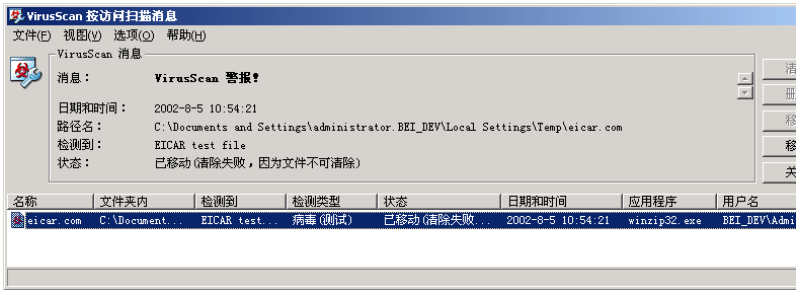 VirusScan 按访问扫描消息
文件(F) 视图(V) 选项(O) 帮助(H)
VirusScan 消息
消息： VirusScan 警报!
日期和时间： 2002-8-5 10:54:21
路径名： C:\Documents and Settings\administrator.BEI_DEV\Local Settings\Temp\eicar.com
检测到： EICAR test file
状态： 已移动(清除失败，因为文件不可清除)
清
删
移
移
关
名称 文件夹内 检测到 检测类型 状态 日期和时间 应用程序 用户名
eicar.com C:\Document... EICAR test... 病毒(测试) 已移动(清除失败... 2002-8-5 10:54:21 winzip32.exe BEI_DEV\Admi